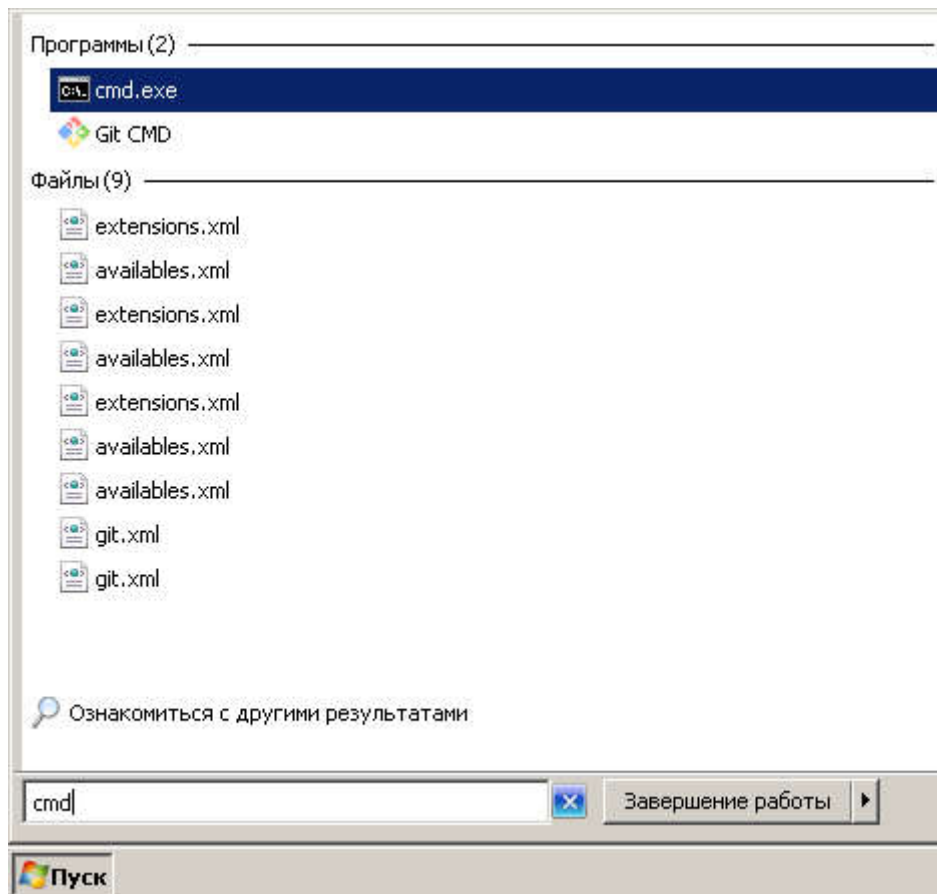 Программы (2)
cmd.exe
Git CMD
Файлы (9)
extensions.xml
availables.xml
extensions.xml
availables.xml
extensions.xml
availables.xml
availables.xml
git.xml
git.xml
Ознакомиться с другими результатами
cmd
Завершение работы
Пуск